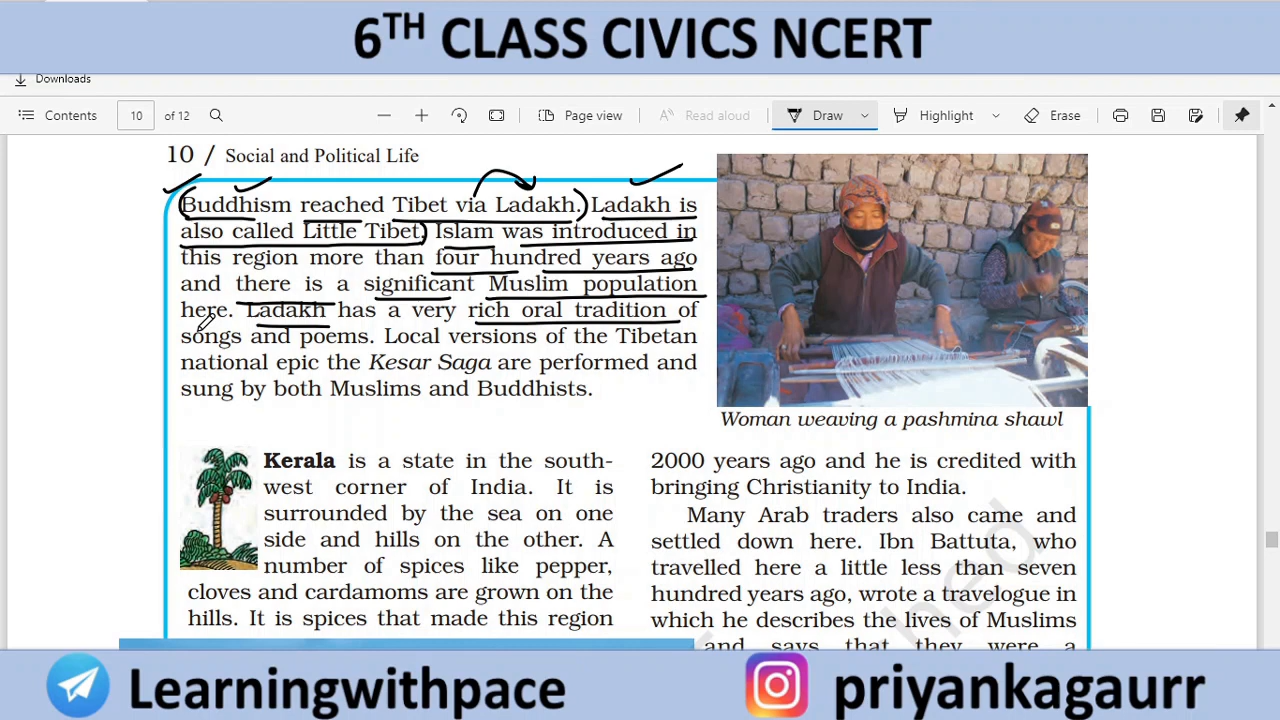 6TH CLASS CIVICS NCERT
Downloads
Contents
10
of 12
Page view
Read aloud
Draw
Highlight
Erase
10 / Social and Political Life
Buddhism reached Tibet via Ladakh. Ladakh is
also called Little Tibet. Islam was introduced in
this region more than four hundred years ago
and there is a significant Muslim population
here. Ladakh has a very rich oral tradition of
songs and poems. Local versions of the Tibetan
national epic the Kesar Saga are performed and
sung by both Muslims and Buddhists.
Woman weaving a pashmina shawl
Kerala is a state in the south-
west corner of India. It is
surrounded by the sea on one
side and hills on the other. A
number of spices like pepper,
cloves and cardamoms are grown on the
hills. It is spices that made this region
2000 years ago and he is credited with
bringing Christianity to India.
Many Arab traders also came and
settled down here. Ibn Battuta, who
travelled here a little less than seven
hundred years ago, wrote a travelogue in
which he describes the lives of Muslims
and says that they were a
Learningwithpace
priyankagaurr